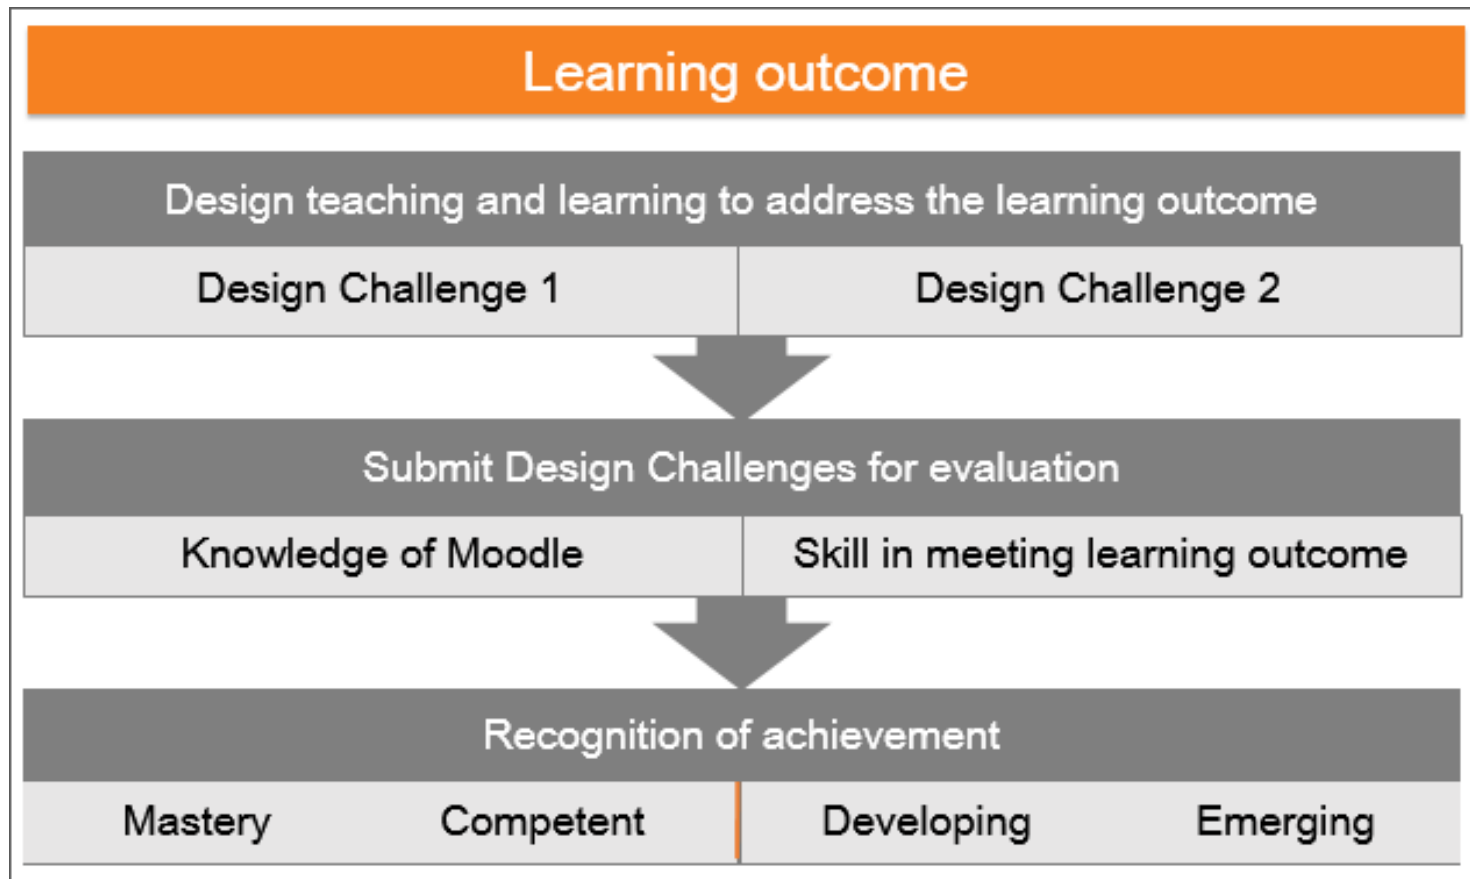 Learning outcome
Design teaching and learning to address the learning outcome
Design Challenge 1
Design Challenge 2
Submit Design Challenges for evaluation
Knowledge of Moodle
Skill in meeting learning outcome
Recognition of achievement
Mastery
Competent
Developing
Emerging